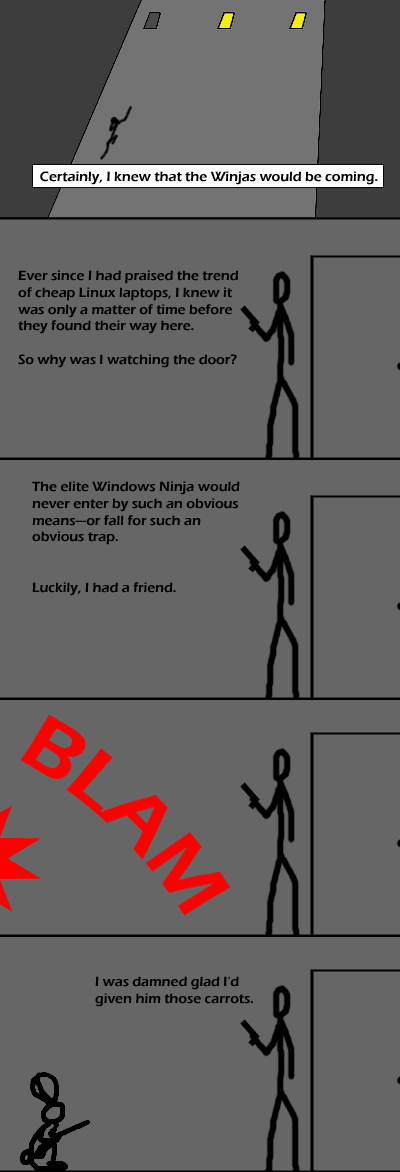 Certainly, I knew that the Winjas would be coming.
Ever since I had praised the trend
of cheap Linux laptops, I knew it
was only a matter of time before
they found their way here.
So why was I watching the door?
The elite Windows Ninja would
never enter by such an obvious
means--or fall for such an
obvious trap.
Luckily, I had a friend.
BLAM
I was damned glad I'd
given him those carrots.